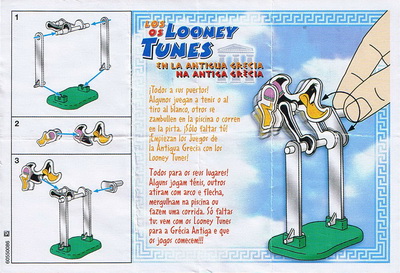 1
2
3
LOS
OS
LOONEY
TUNES
EN LA ANTIGUA GRECIA
NA ANTIGA GRÉCIA
¡Todos a sus puertos!
Algunos juegan a tenis o al
tiro al blanco, otros se
zambullen en la piscina o corren
en la pista. ¡Sólo faltas tú!
¡Empiezan los Juegos de
la Antigua Grecia con los
Looney Tunes!
Todos para os seus lugares!
Alguns jogam ténis, outros
atiram com arco e flecha,
mergulham na piscina ou
fazem uma corrida. Só faltas
tu: vem com os Looney Tunes
para a Grécia Antiga e que
os jogos comecem!!!